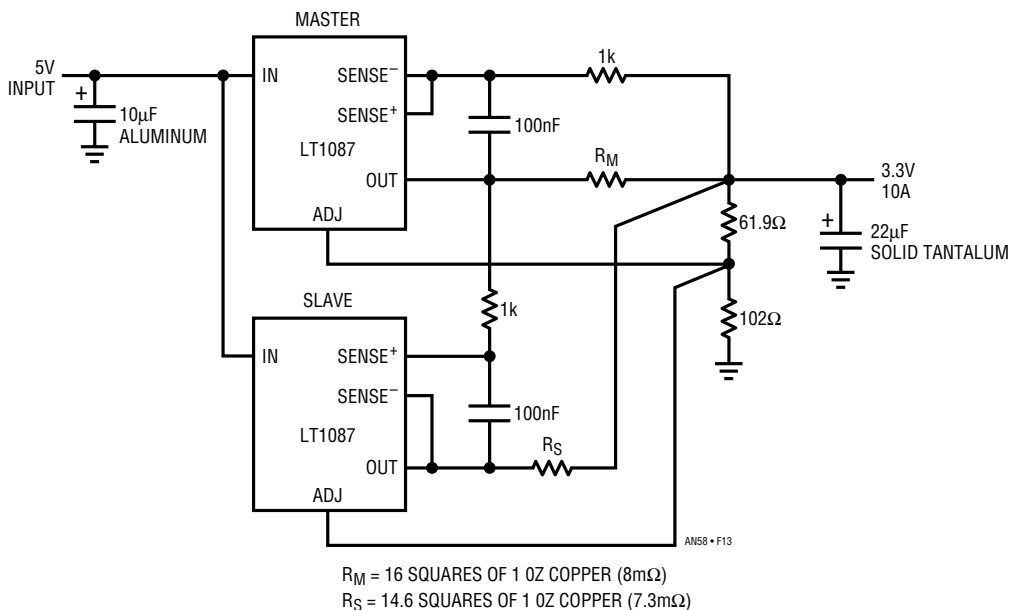 MASTER
5V
INPUT
+
10µF
ALUMINUM
IN
SENSE–
SENSE+
LT1087
OUT
ADJ
1k
100nF
RM
3.3V
10A
61.9Ω
+
22µF
SOLID TANTALUM
102Ω
1k
SLAVE
IN
SENSE+
SENSE–
LT1087
OUT
ADJ
100nF
RS
AN58 • F13
RM = 16 SQUARES OF 1 0Z COPPER (8mΩ)
RS = 14.6 SQUARES OF 1 0Z COPPER (7.3mΩ)